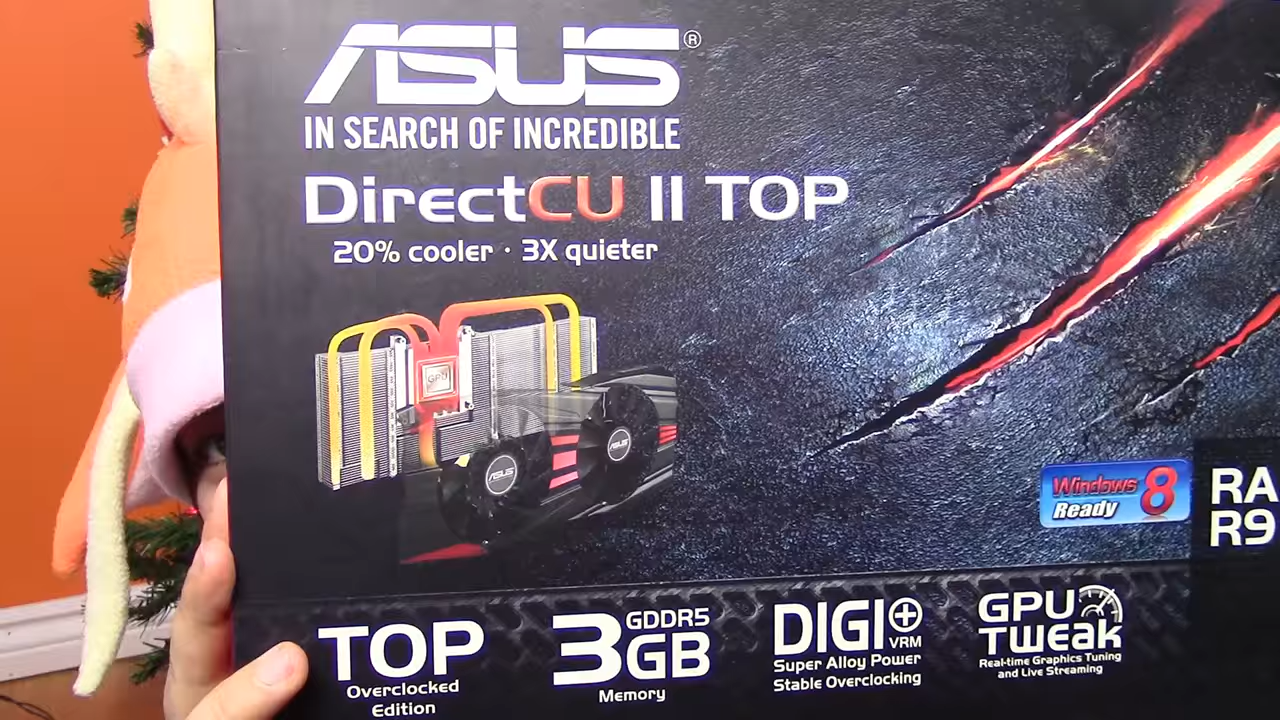 ASUS®
IN SEARCH OF INCREDIBLE
DirectCU II TOP
20% cooler · 3X quieter
GPU
ASUS
ASUS
Windows 8
Ready
RA
R9
TOP
Overclocked
Edition
3GB GDDR5
Memory
DIGI+ VRM
Super Alloy Power
Stable Overclocking
GPU
TWEAK
Real-time Graphics Tuning
and Live Streaming